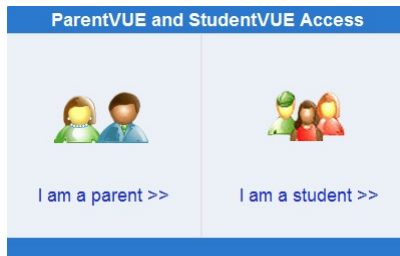 ParentVUE and StudentVUE Access
I am a parent >>
I am a student >>